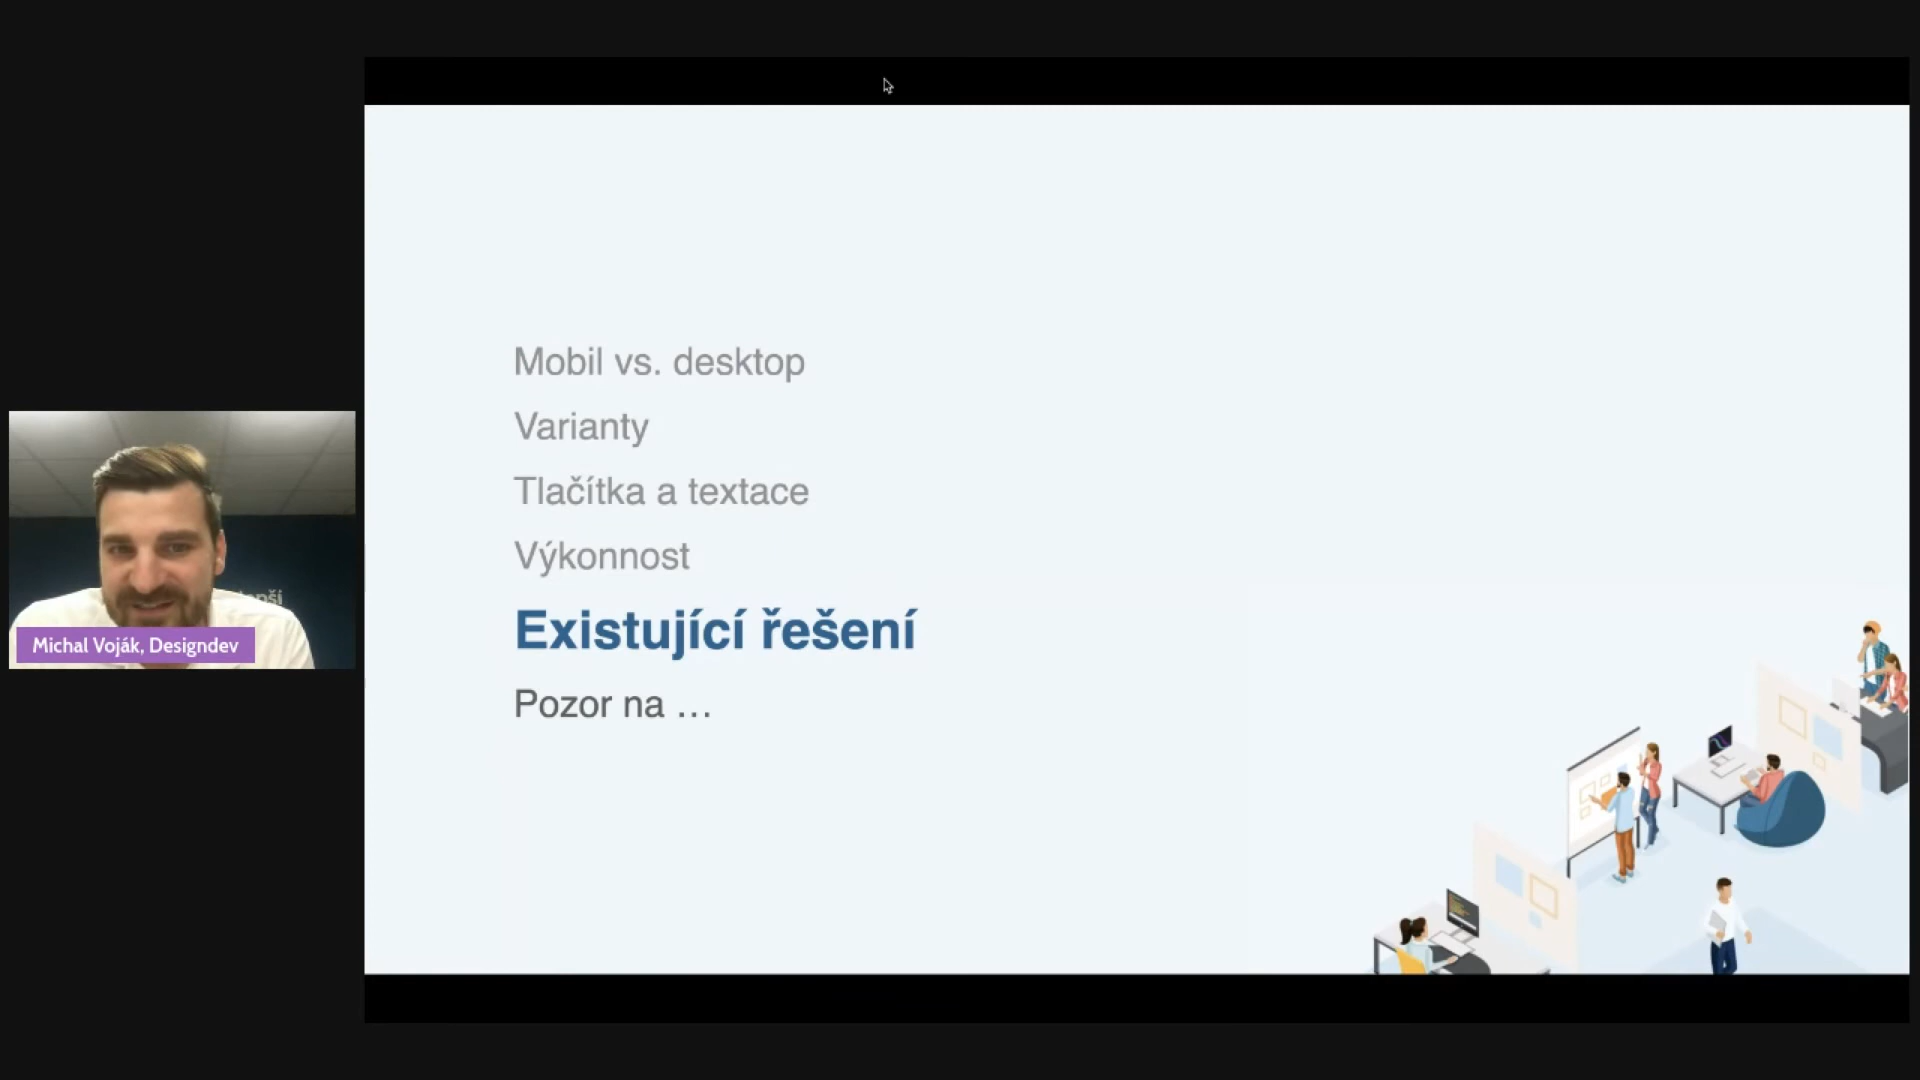 Mobil vs. desktop
Varianty
Tlačítka a textace
Výkonnost
Existující řešení
Pozor na …
Michal Voják, Designdev